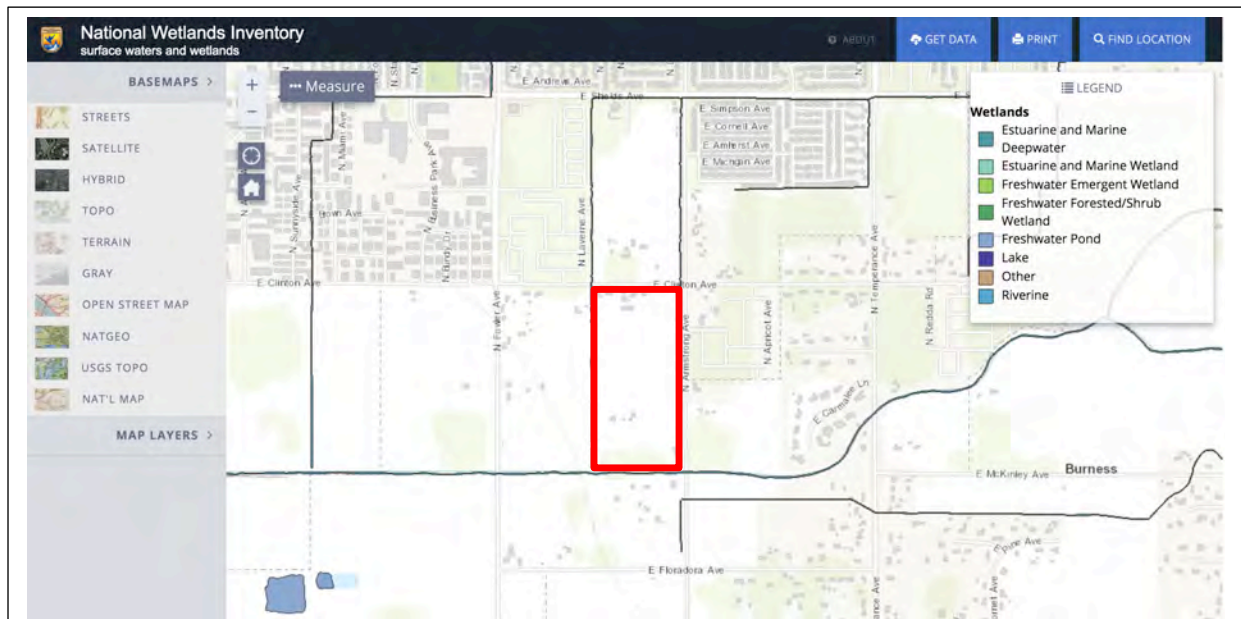 National Wetlands Inventory
surface waters and wetlands
ABOUT
GET DATA
PRINT
FIND LOCATION
BASEMAPS >
STREETS
SATELLITE
HYBRID
TOPO
TERRAIN
GRAY
OPEN STREET MAP
NATGEO
USGS TOPO
NAT'L MAP
MAP LAYERS >
+
−
Measure
LEGEND
Wetlands
Estuarine and Marine
Deepwater
Estuarine and Marine Wetland
Freshwater Emergent Wetland
Freshwater Forested/Shrub
Wetland
Freshwater Pond
Lake
Other
Riverine
E Andrews Ave
E Shields Ave
E Simpson Ave
E Cornell Ave
E Amherst Ave
E Michigan Ave
N Miami Ave
N Business Park Ave
N Sunnyside Ave
N Laverne Ave
N Temperance Ave
E Clinton Ave
E Clinton Ave
N Fowler Ave
N Armstrong Ave
N Apricot Ave
N Redda Rd
E Carmalee Ln
E McKinley Ave
Burness
E Pine Ave
E Floradora Ave